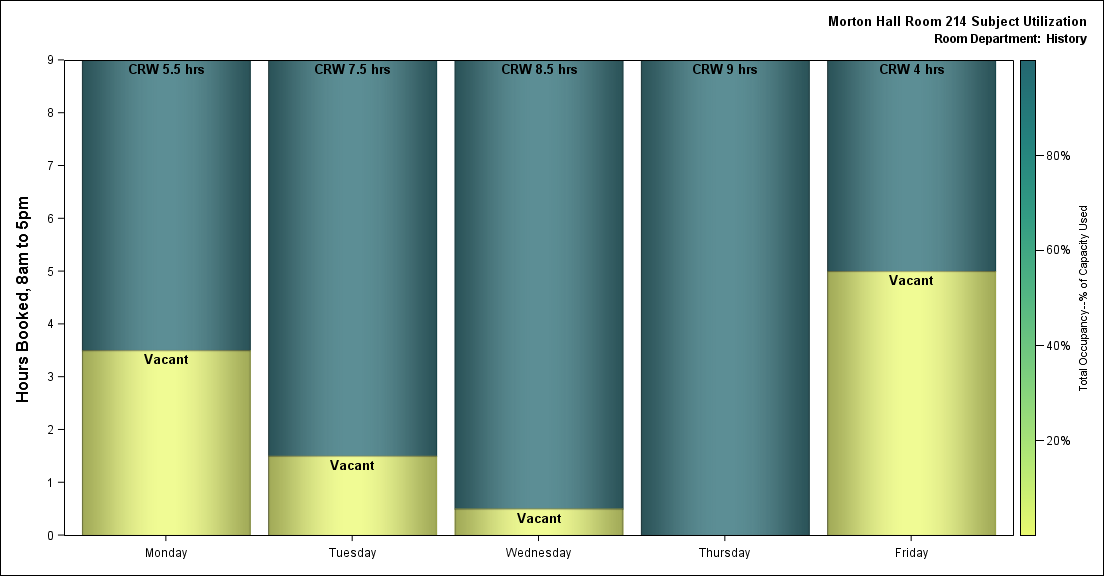 Morton Hall Room 214 Subject Utilization
Room Department: History
Hours Booked, 8am to 5pm
9
8
7
6
5
4
3
2
1
0
CRW 5.5 hrs
CRW 7.5 hrs
CRW 8.5 hrs
CRW 9 hrs
CRW 4 hrs
Vacant
Vacant
Vacant
Vacant
Monday
Tuesday
Wednesday
Thursday
Friday
80%
60%
40%
20%
Total Occupancy--% of Capacity Used